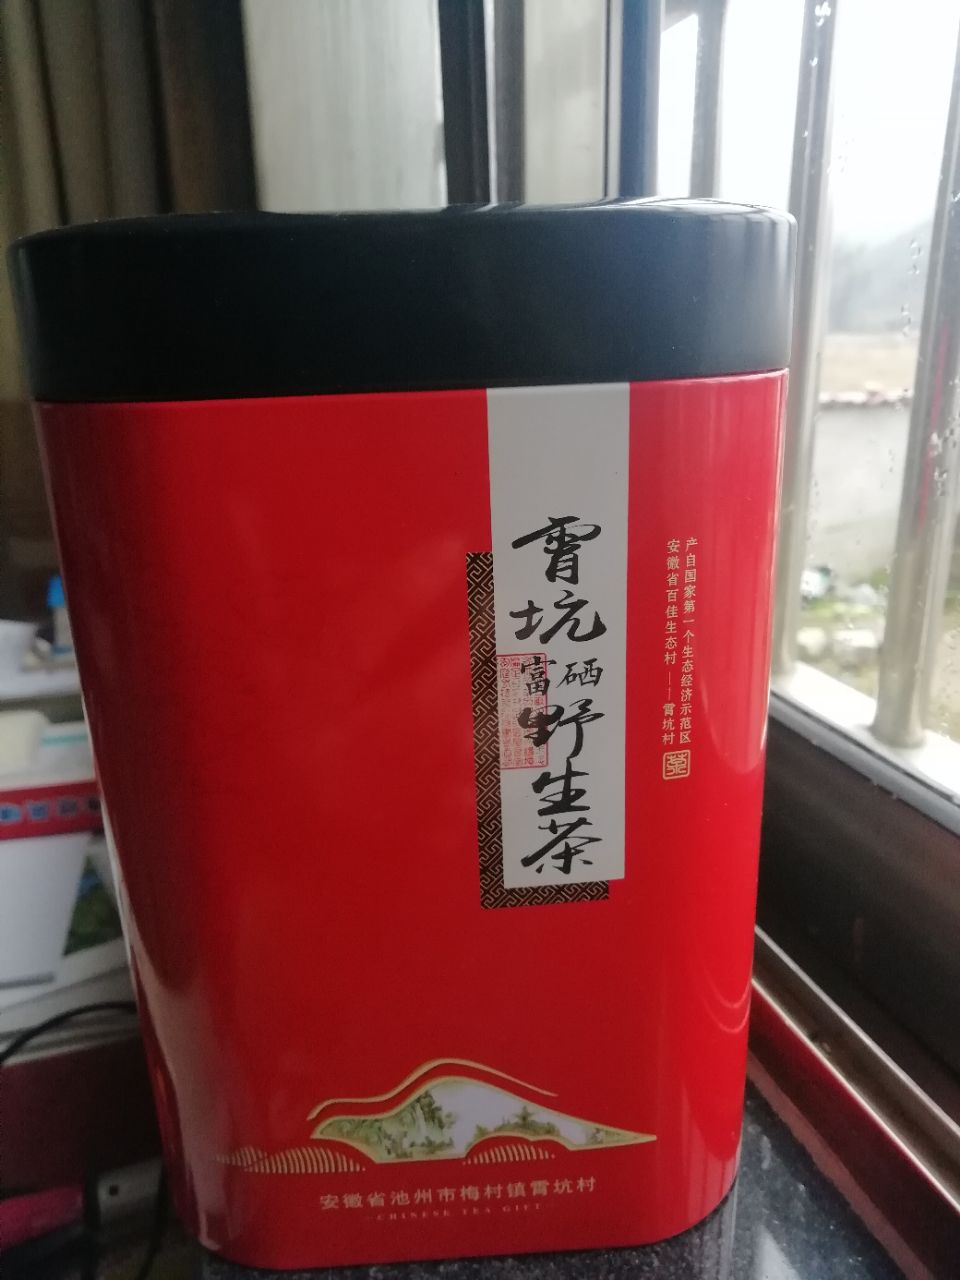 产自国家第一个生态经济示范区
安徽省百佳生态村——霄坑村
茶
霄坑
富硒
野生茶
安徽省池州市梅村镇霄坑村
CHINESE TEA GIFT